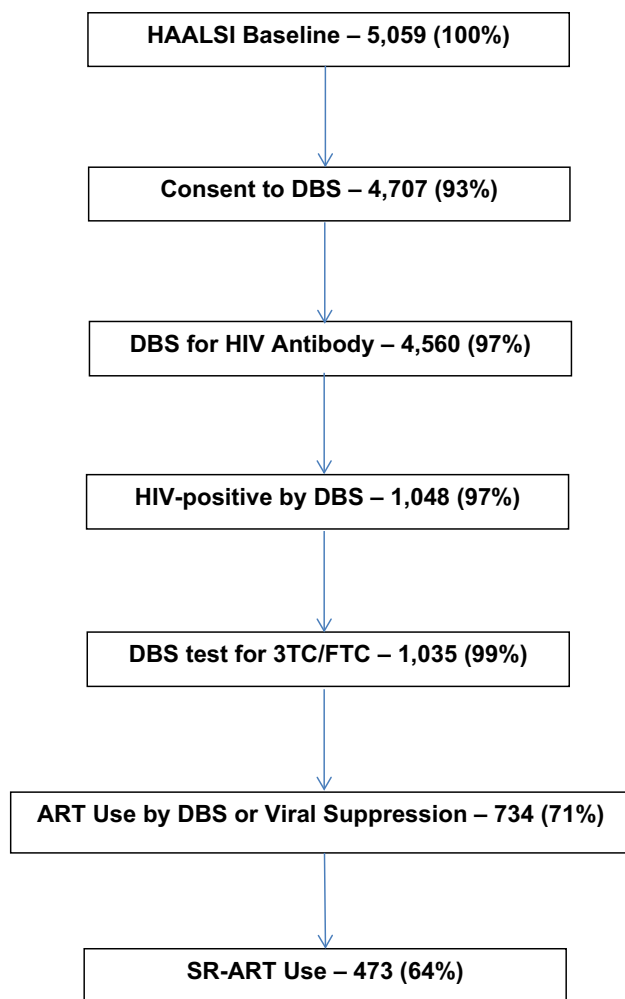 HAALSI Baseline – 5,059 (100%)
Consent to DBS – 4,707 (93%)
DBS for HIV Antibody – 4,560 (97%)
HIV-positive by DBS – 1,048 (97%)
DBS test for 3TC/FTC – 1,035 (99%)
ART Use by DBS or Viral Suppression – 734 (71%)
SR-ART Use – 473 (64%)